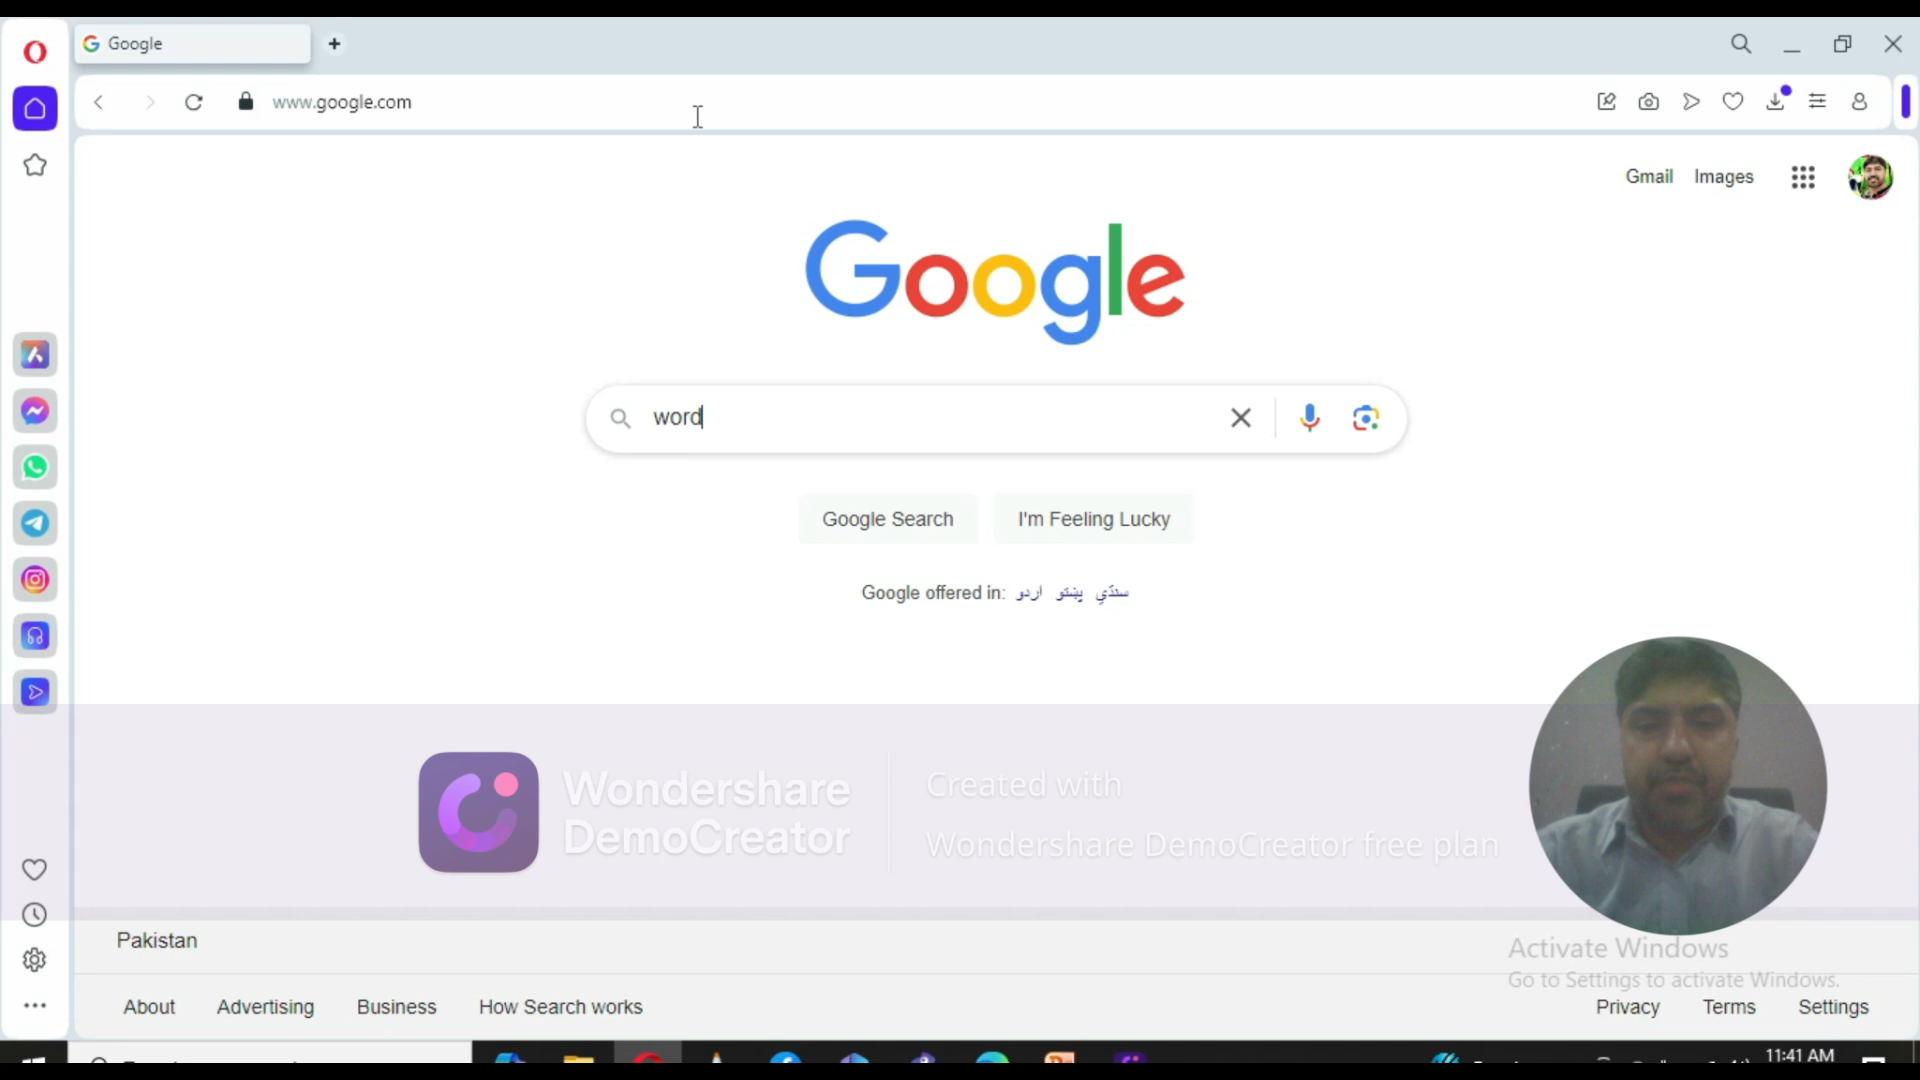 Google
www.google.com
Gmail Images
Google
word
Google Search I'm Feeling Lucky
Google offered in: اردو پښتو سنڌي
Wondershare
DemoCreator
Created with
Wondershare DemoCreator free plan
Pakistan
Activate Windows
Go to Settings to activate Windows.
About Advertising Business How Search works Privacy Terms Settings
11:41 AM